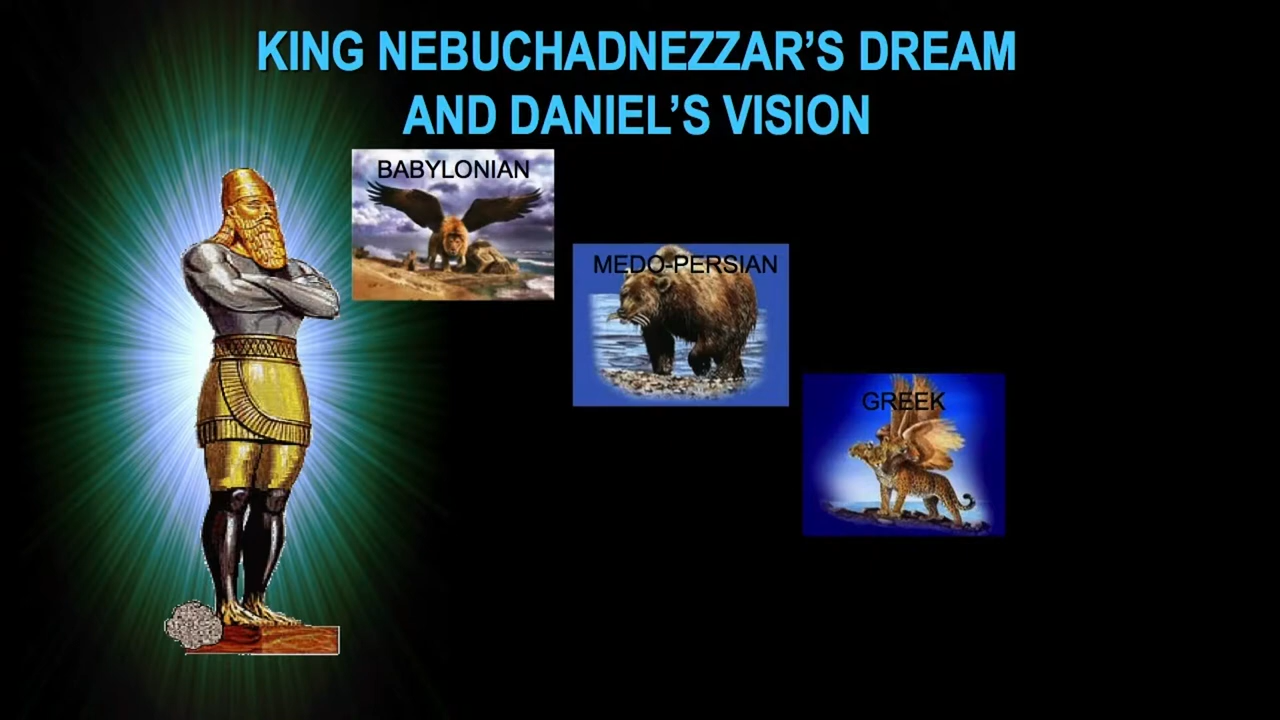 KING NEBUCHADNEZZAR’S DREAM
AND DANIEL’S VISION
BABYLONIAN
MEDO-PERSIAN
GREEK